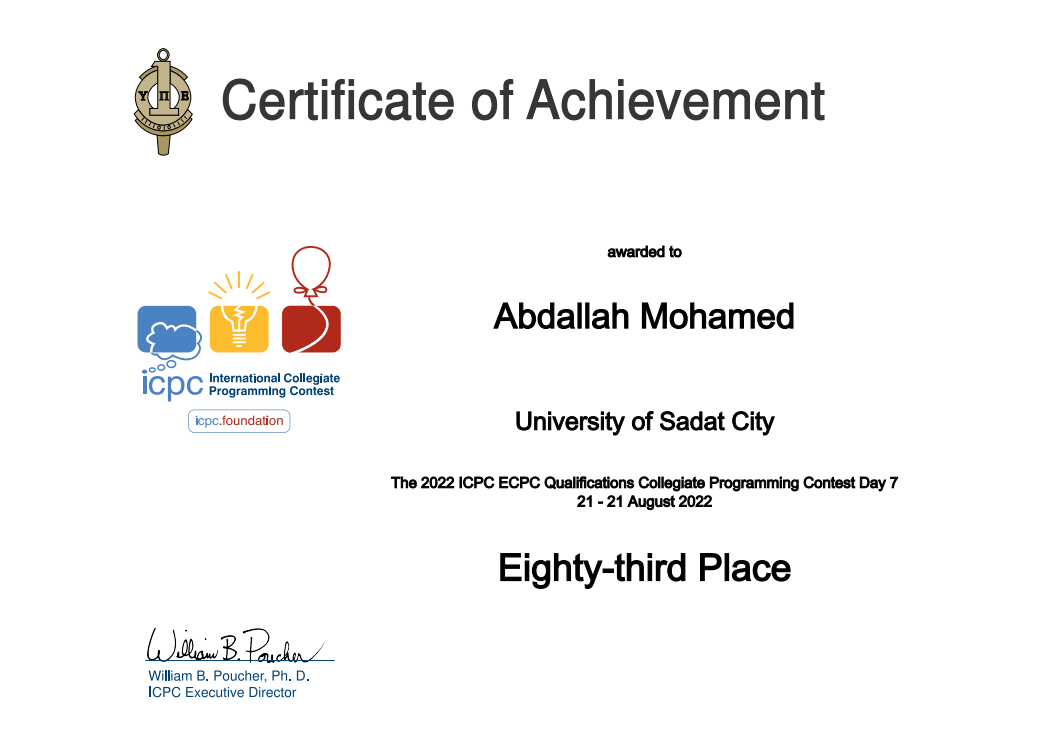 Certificate of Achievement
Υ Π Ε
awarded to
Abdallah Mohamed
icpc International Collegiate
Programming Contest
icpc.foundation
University of Sadat City
The 2022 ICPC ECPC Qualifications Collegiate Programming Contest Day 7
21 - 21 August 2022
Eighty-third Place
William B. Poucher
William B. Poucher, Ph. D.
ICPC Executive Director